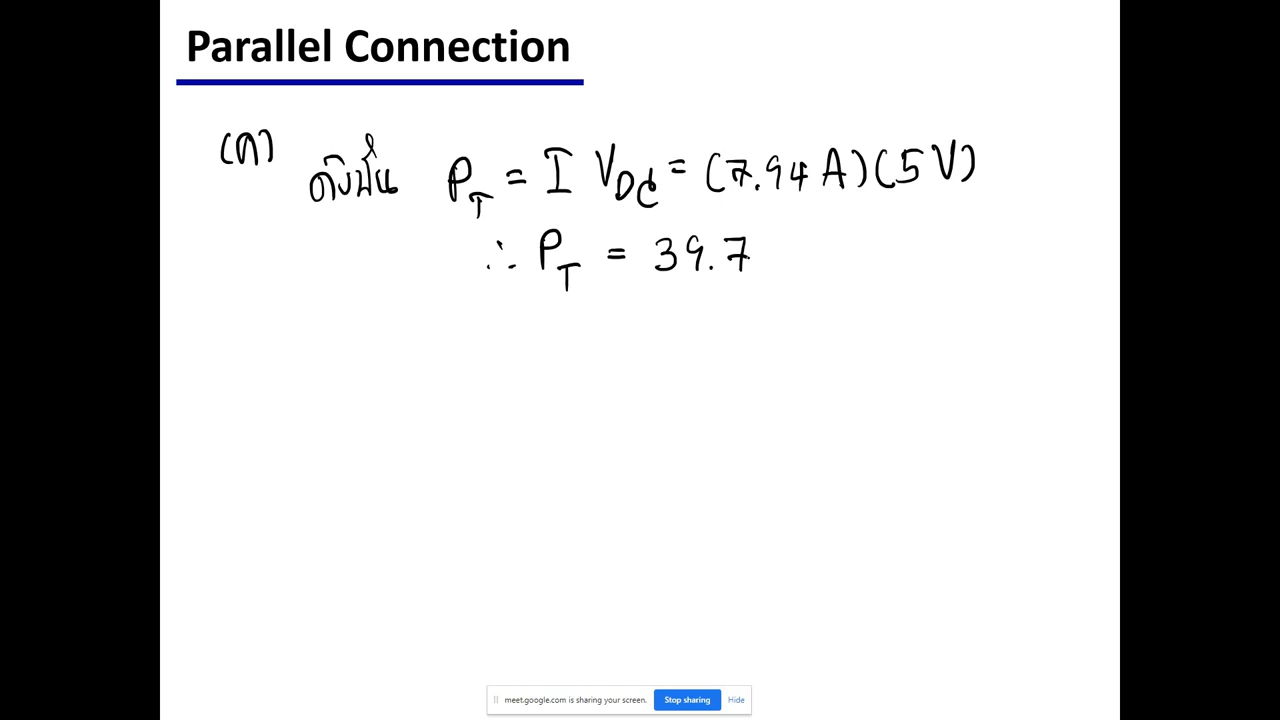 Parallel Connection
(ค)
ดังนั้น P_T = I V_DC = (7.94 A)(5 V)
∴ P_T = 39.7
meet.google.com is sharing your screen. Stop sharing Hide